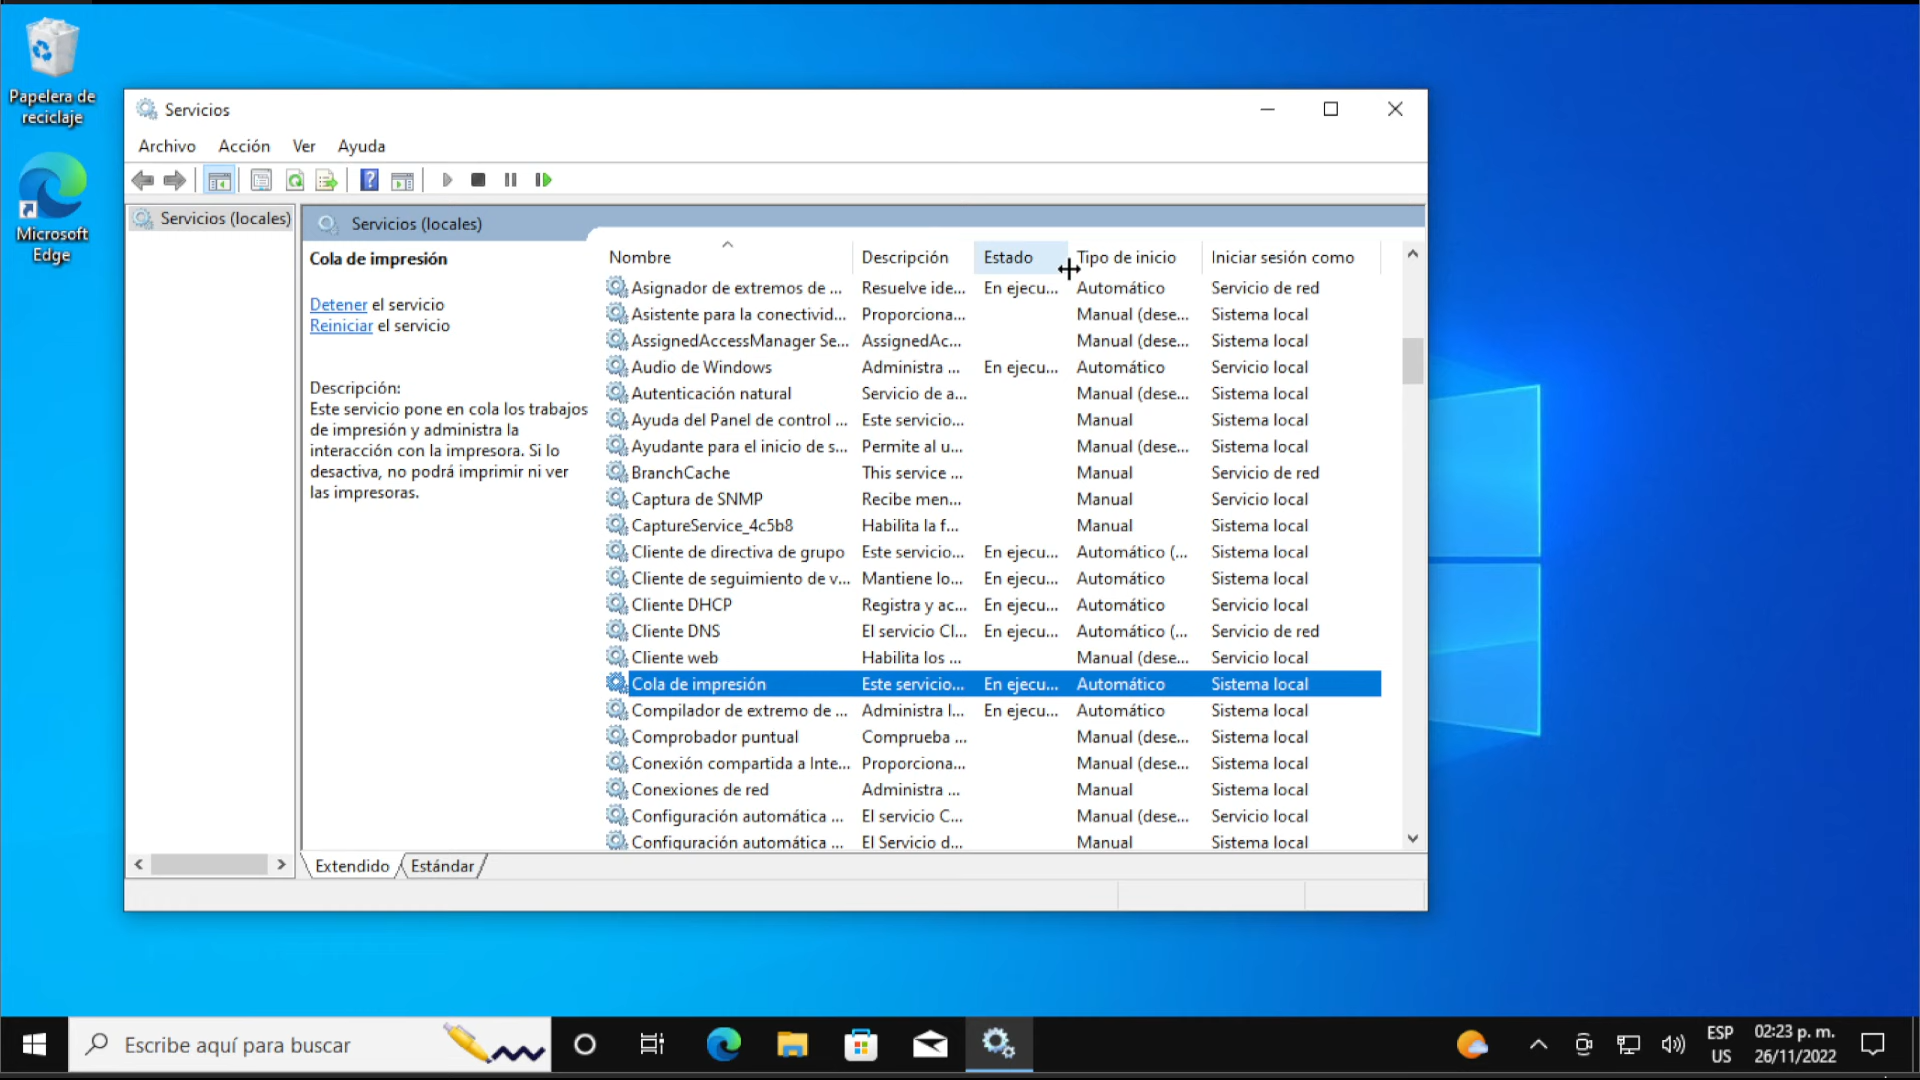 Papelera de
reciclaje
Microsoft
Edge
Servicios
Archivo Acción Ver Ayuda
Servicios (locales)
Servicios (locales)
Cola de impresión
Detener el servicio
Reiniciar el servicio
Descripción:
Este servicio pone en cola los trabajos
de impresión y administra la
interacción con la impresora. Si lo
desactiva, no podrá imprimir ni ver
las impresoras.
Nombre Descripción Estado Tipo de inicio Iniciar sesión como
Asignador de extremos de ... Resuelve ide... En ejecu... Automático Servicio de red
Asistente para la conectivid... Proporciona... Manual (dese... Sistema local
AssignedAccessManager Se... AssignedAc... Manual (dese... Sistema local
Audio de Windows Administra ... En ejecu... Automático Servicio local
Autenticación natural Servicio de a... Manual (dese... Sistema local
Ayuda del Panel de control ... Este servicio... Manual Sistema local
Ayudante para el inicio de s... Permite al u... Manual (dese... Sistema local
BranchCache This service ... Manual Servicio de red
Captura de SNMP Recibe men... Manual Servicio local
CaptureService_4c5b8 Habilita la f... Manual Sistema local
Cliente de directiva de grupo Este servicio... En ejecu... Automático (... Sistema local
Cliente de seguimiento de v... Mantiene lo... En ejecu... Automático Sistema local
Cliente DHCP Registra y ac... En ejecu... Automático Servicio local
Cliente DNS El servicio Cl... En ejecu... Automático (... Servicio de red
Cliente web Habilita los ... Manual (dese... Servicio local
Cola de impresión Este servicio... En ejecu... Automático Sistema local
Compilador de extremo de ... Administra l... En ejecu... Automático Sistema local
Comprobador puntual Comprueba ... Manual (dese... Sistema local
Conexión compartida a Inte... Proporciona... Manual (dese... Sistema local
Conexiones de red Administra ... Manual Sistema local
Configuración automática ... El servicio C... Manual (dese... Servicio local
Configuración automática ... El Servicio d... Manual Sistema local
Extendido Estándar
Escribe aquí para buscar
ESP
US
02:23 p. m.
26/11/2022